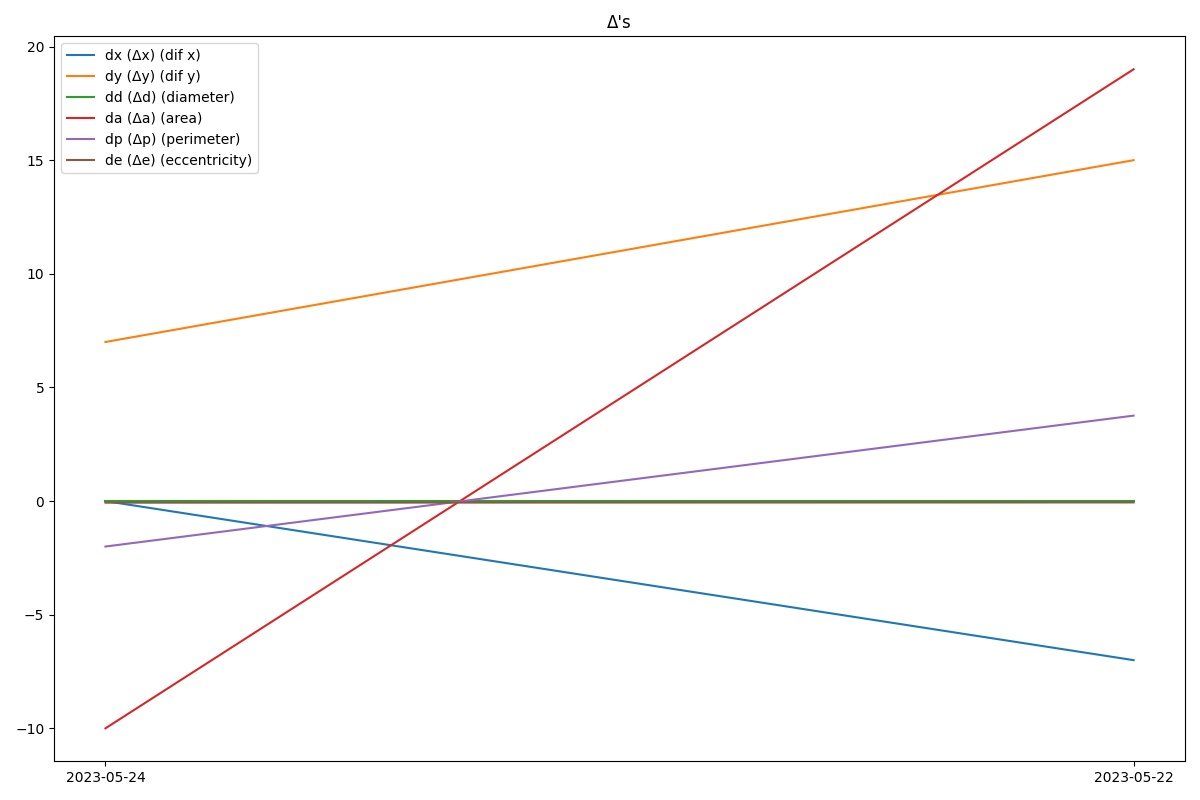 Δ's
20
dx (Δx) (dif x)
dy (Δy) (dif y)
dd (Δd) (diameter)
da (Δa) (area)
dp (Δp) (perimeter)
de (Δe) (eccentricity)
15
10
5
0
−5
−10
2023-05-24 2023-05-22